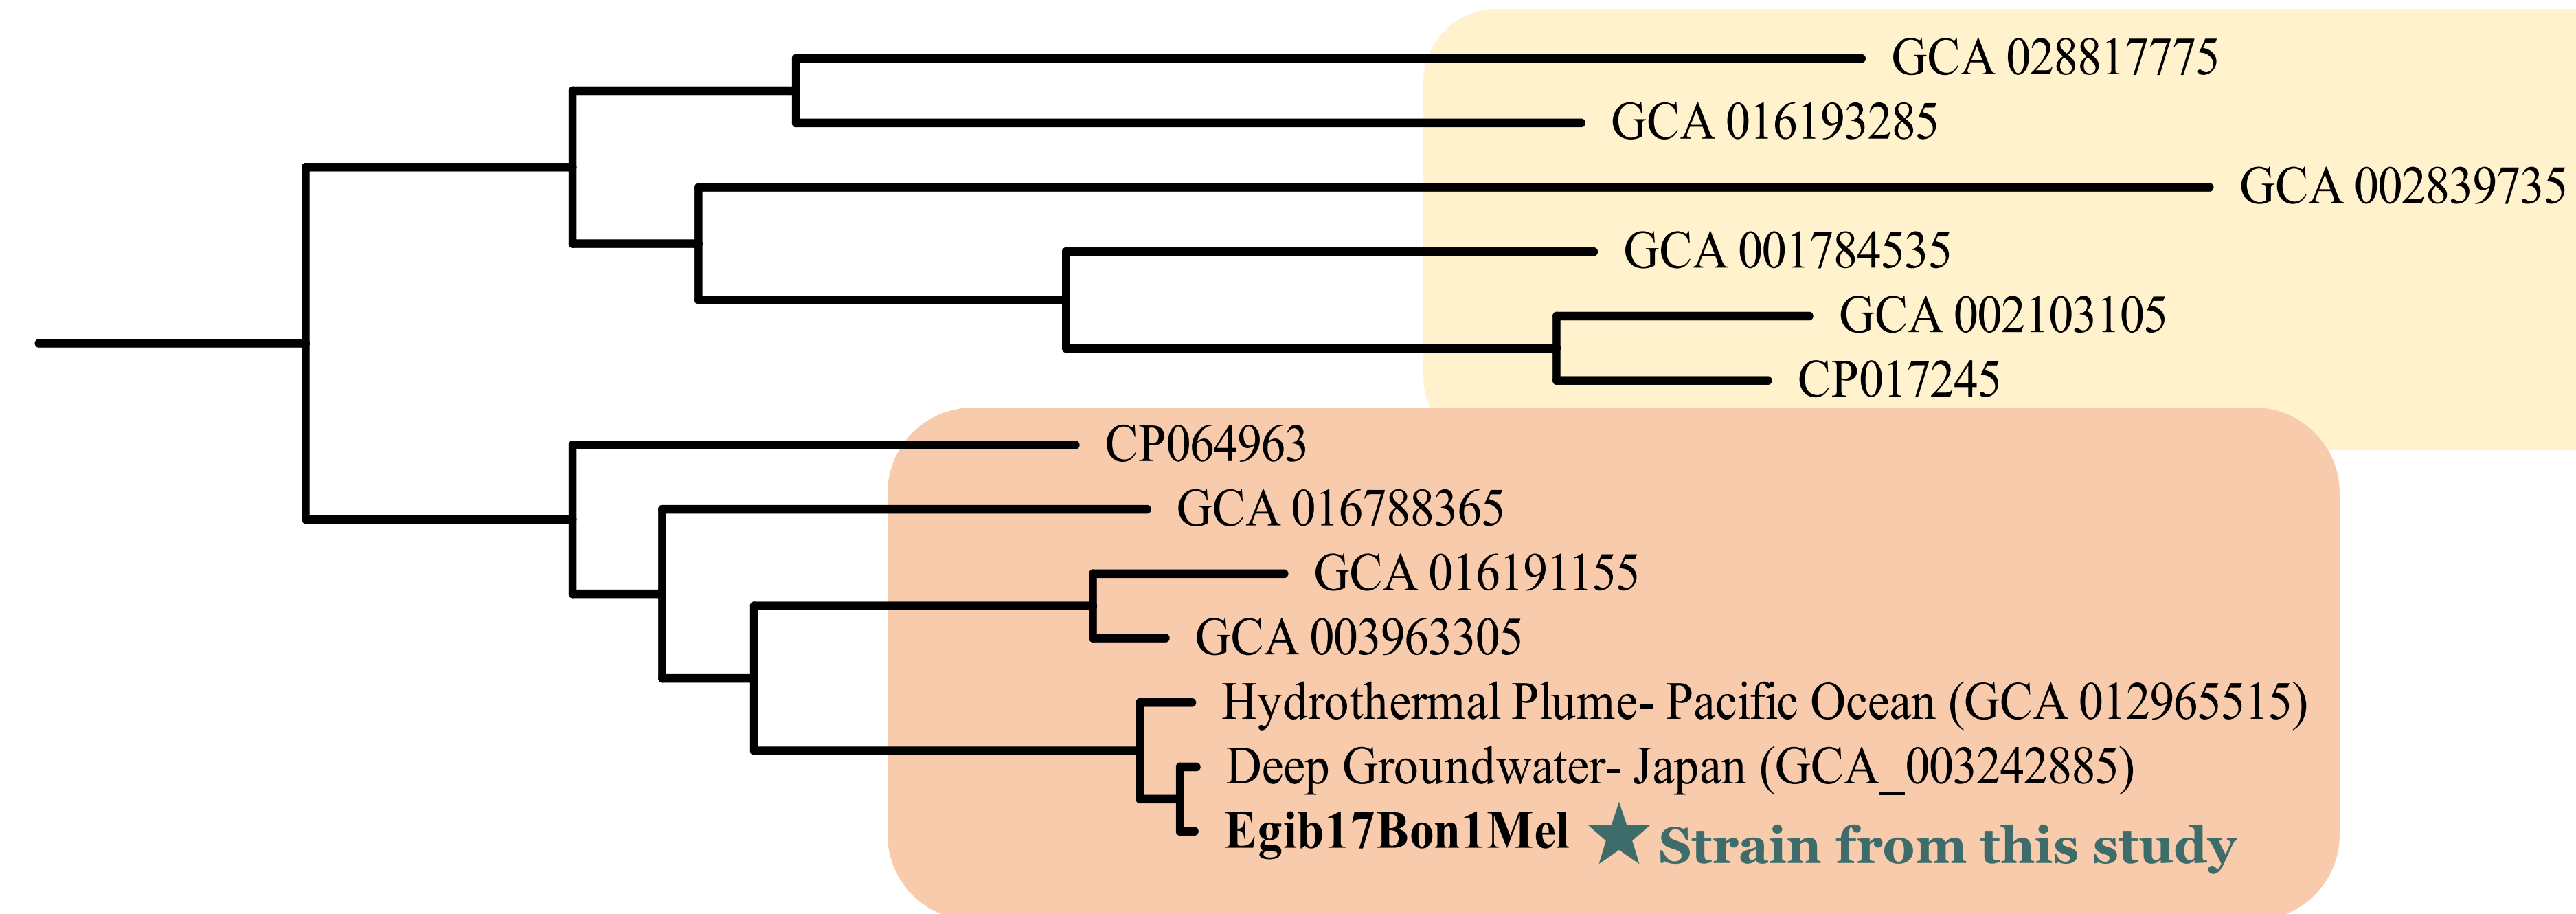 GCA 028817775
GCA 016193285
GCA 002839735
GCA 001784535
GCA 002103105
CP017245
CP064963
GCA 016788365
GCA 016191155
GCA 003963305
Hydrothermal Plume- Pacific Ocean (GCA 012965515)
Deep Groundwater- Japan (GCA_003242885)
Egib17Bon1Mel Strain from this study